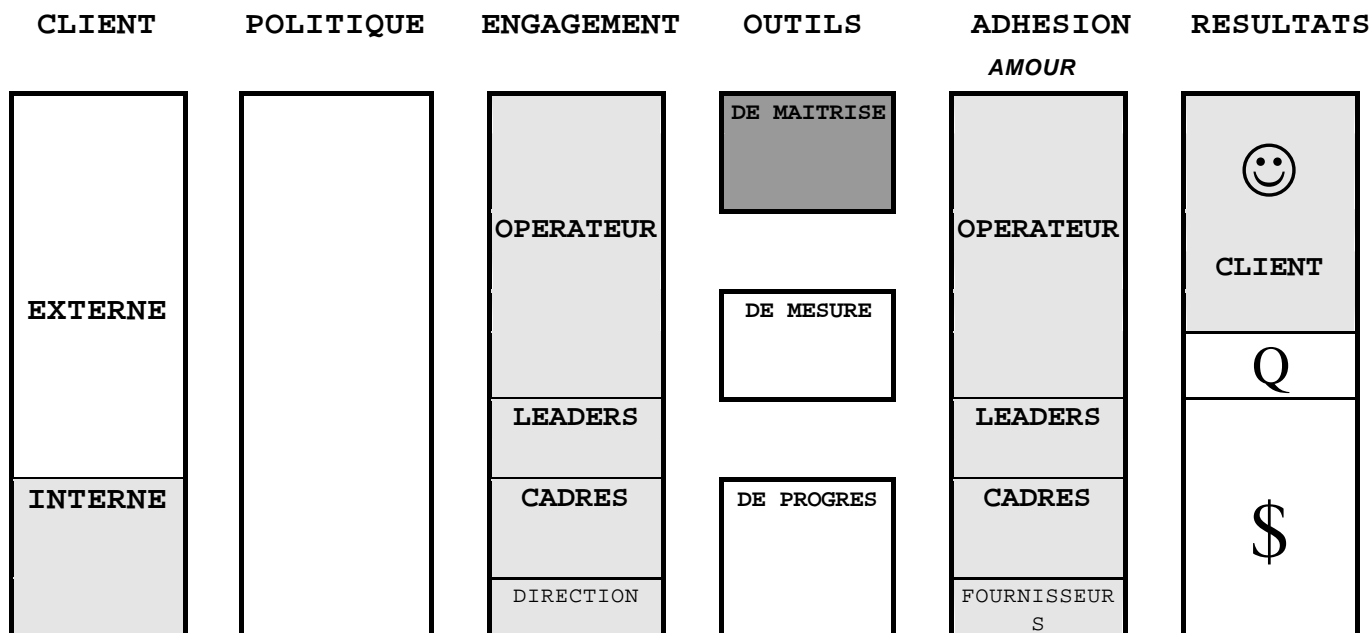 CLIENT POLITIQUE ENGAGEMENT OUTILS ADHESION RESULTATS
AMOUR
EXTERNE
INTERNE
OPERATEUR
LEADERS
CADRES
DIRECTION
DE MAITRISE
DE MESURE
DE PROGRES
OPERATEUR
LEADERS
CADRES
FOURNISSEUR
S
CLIENT
Q
$